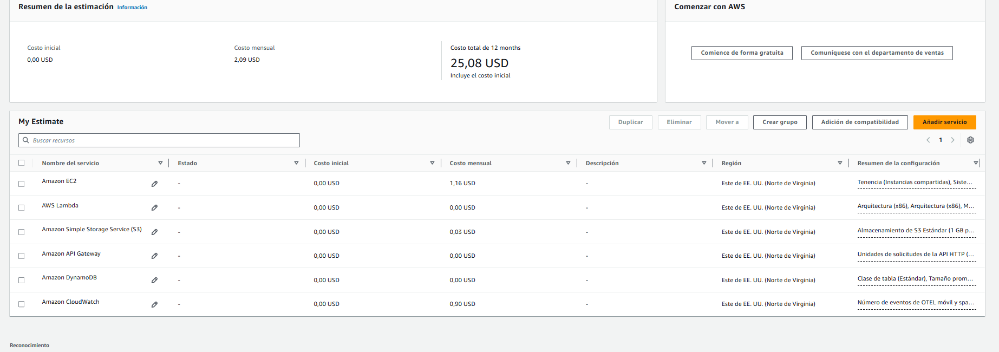 Resumen de la estimación Información
Comenzar con AWS
Costo inicial
0,00 USD
Costo mensual
2,09 USD
Costo total de 12 months
25,08 USD
Incluye el costo inicial
Comience de forma gratuita
Comuníquese con el departamento de ventas
My Estimate
Duplicar
Eliminar
Mover a
Crear grupo
Adición de compatibilidad
Añadir servicio
Buscar recursos
1
Nombre del servicio Estado Costo inicial Costo mensual Descripción Región Resumen de la configuración
Amazon EC2 - 0,00 USD 1,16 USD - Este de EE. UU. (Norte de Virginia) Tenencia (Instancias compartidas), Siste...
AWS Lambda - 0,00 USD 0,00 USD - Este de EE. UU. (Norte de Virginia) Arquitectura (x86), Arquitectura (x86), M...
Amazon Simple Storage Service (S3) - 0,00 USD 0,03 USD - Este de EE. UU. (Norte de Virginia) Almacenamiento de S3 Estándar (1 GB p...
Amazon API Gateway - 0,00 USD 0,00 USD - Este de EE. UU. (Norte de Virginia) Unidades de solicitudes de la API HTTP (...
Amazon DynamoDB - 0,00 USD 0,00 USD - Este de EE. UU. (Norte de Virginia) Clase de tabla (Estándar), Tamaño prom...
Amazon CloudWatch - 0,00 USD 0,90 USD - Este de EE. UU. (Norte de Virginia) Número de eventos de OTEL móvil y spa...
Reconocimiento